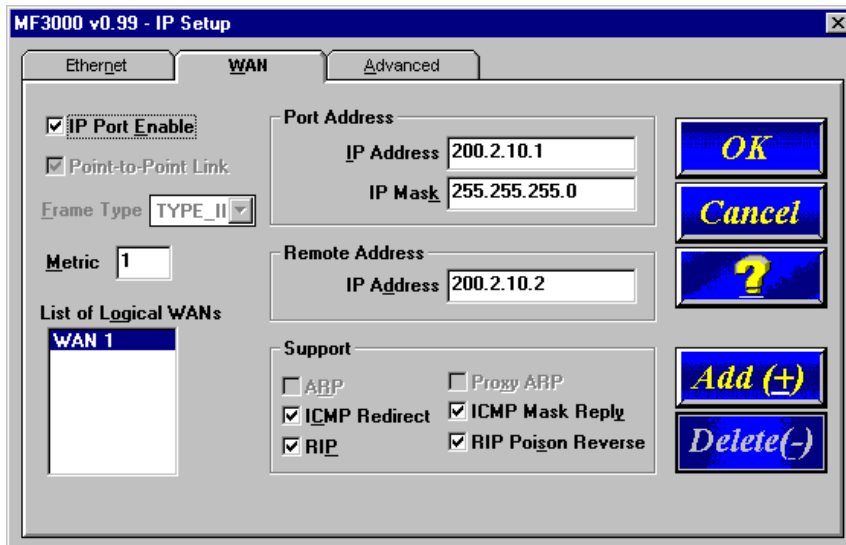 MF3000 v0.99 - IP Setup
Ethernet
WAN
Advanced
IP Port Enable
Point-to-Point Link
Frame Type TYPE_II
Metric 1
List of Logical WANs
WAN 1
Port Address
IP Address 200.2.10.1
IP Mask 255.255.255.0
Remote Address
IP Address 200.2.10.2
Support
ARP
Proxy ARP
ICMP Redirect
ICMP Mask Reply
RIP
RIP Poison Reverse
OK
Cancel
?
Add (+)
Delete(-)